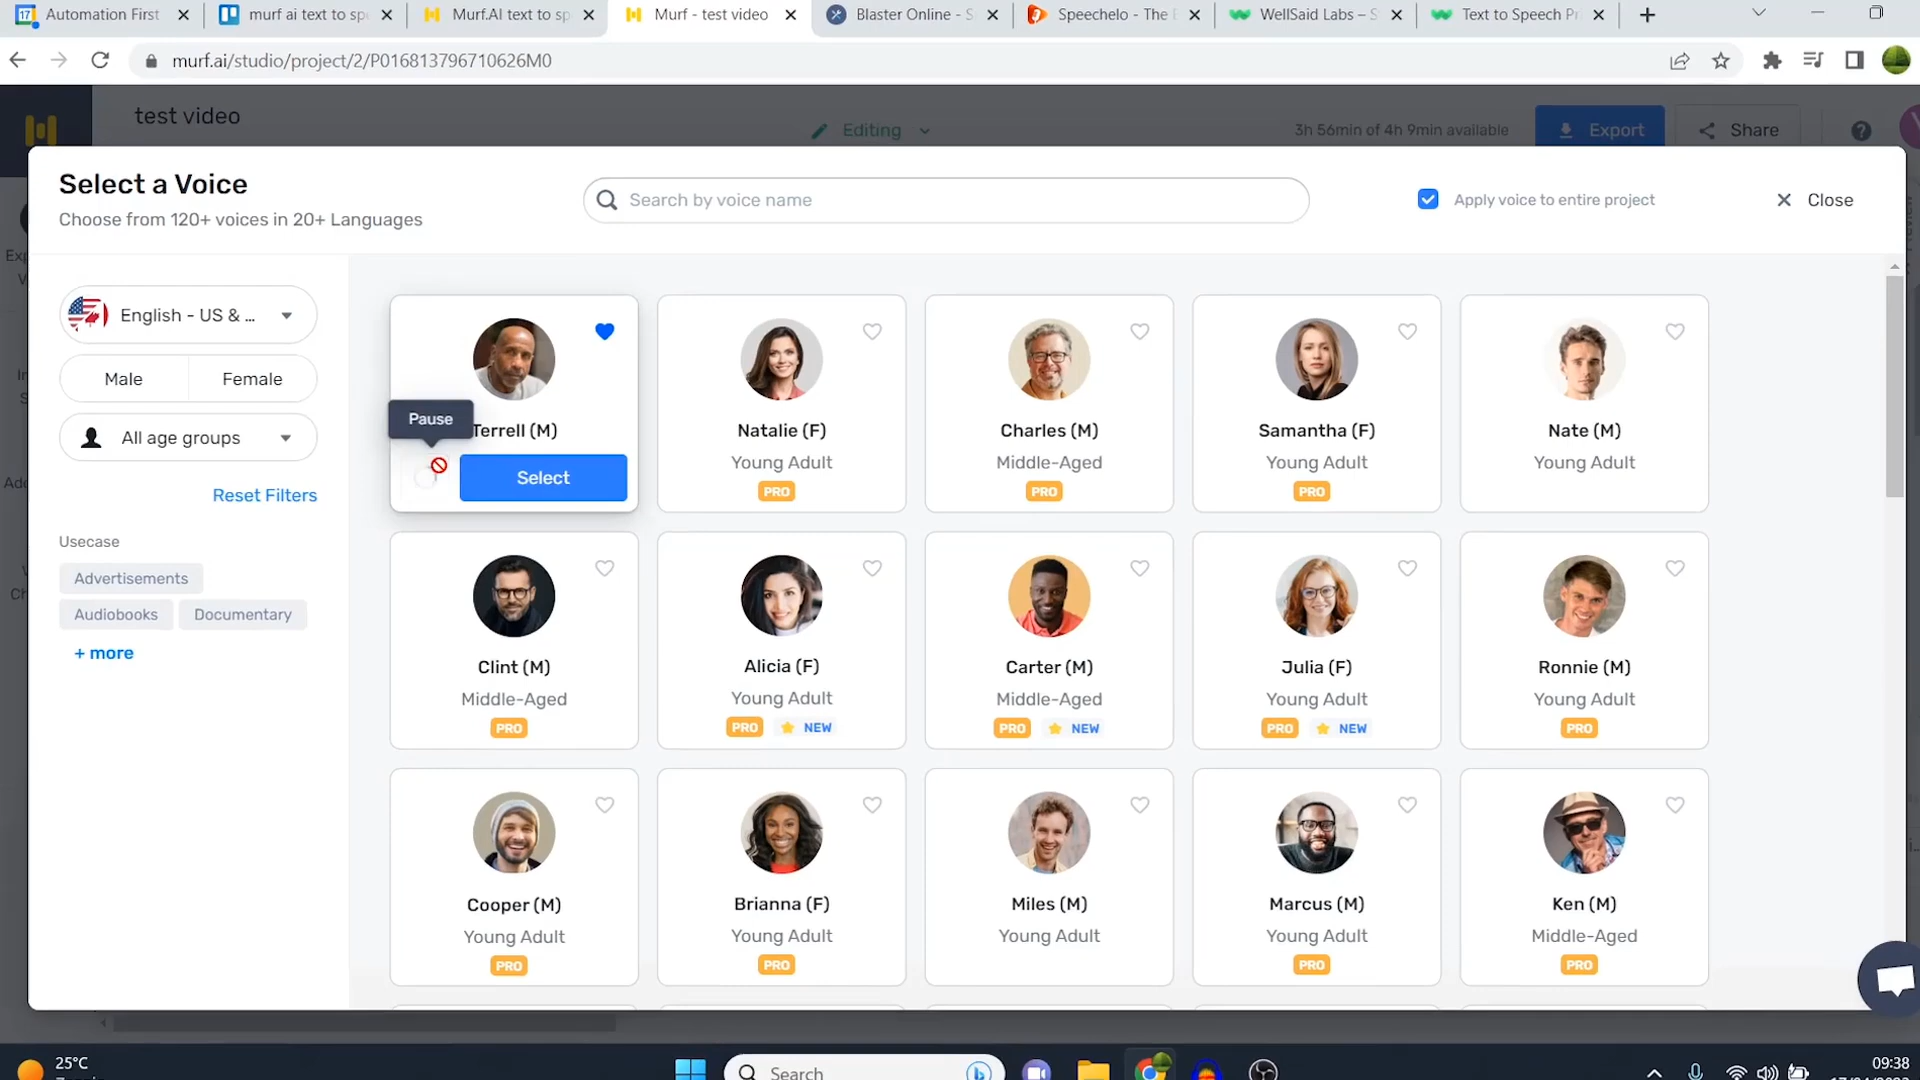 Automation First
murf ai text to sp
Murf.AI text to sp
Murf - test video
Blaster Online - S
Speechelo - The
WellSaid Labs – S
Text to Speech Pr
murf.ai/studio/project/2/P016813796710626M0
test video
Editing
3h 56min of 4h 9min available
Export
Share
Select a Voice
Choose from 120+ voices in 20+ Languages
Search by voice name
Apply voice to entire project
Close
English - US & ...
Male
Female
All age groups
Reset Filters
Usecase
Advertisements
Audiobooks
Documentary
+ more
Pause
Terrell (M)
Select
Natalie (F)
Young Adult
PRO
Charles (M)
Middle-Aged
PRO
Samantha (F)
Young Adult
PRO
Nate (M)
Young Adult
Clint (M)
Middle-Aged
PRO
Alicia (F)
Young Adult
PRO NEW
Carter (M)
Middle-Aged
PRO NEW
Julia (F)
Young Adult
PRO NEW
Ronnie (M)
Young Adult
PRO
Cooper (M)
Young Adult
PRO
Brianna (F)
Young Adult
PRO
Miles (M)
Young Adult
Marcus (M)
Young Adult
PRO
Ken (M)
Middle-Aged
PRO
25°C
Search
09:38